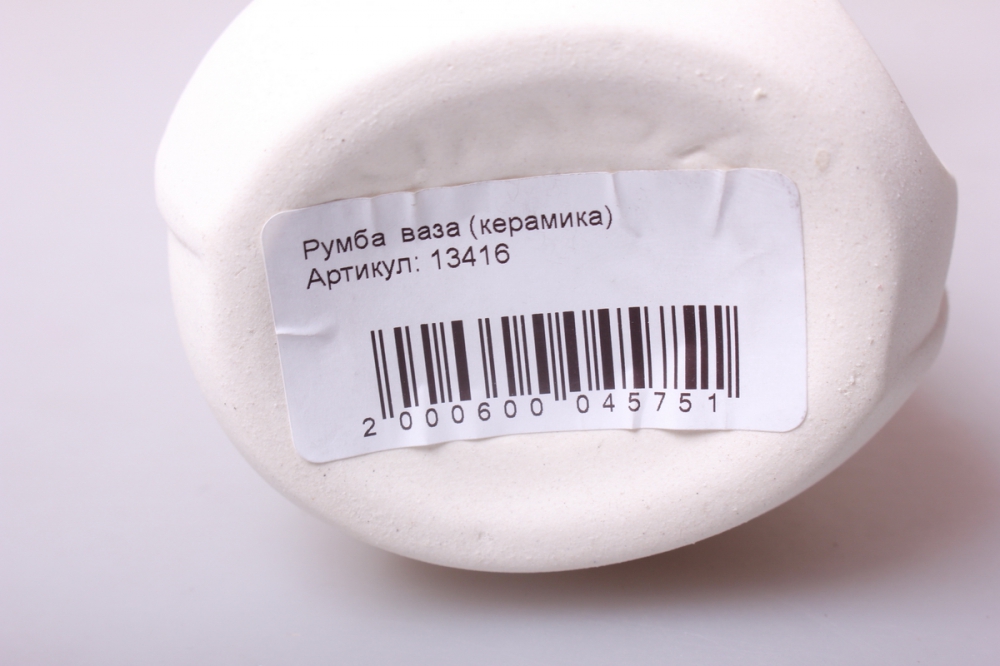 Румба ваза (керамика)
Артикул: 13416
2 000600 045751